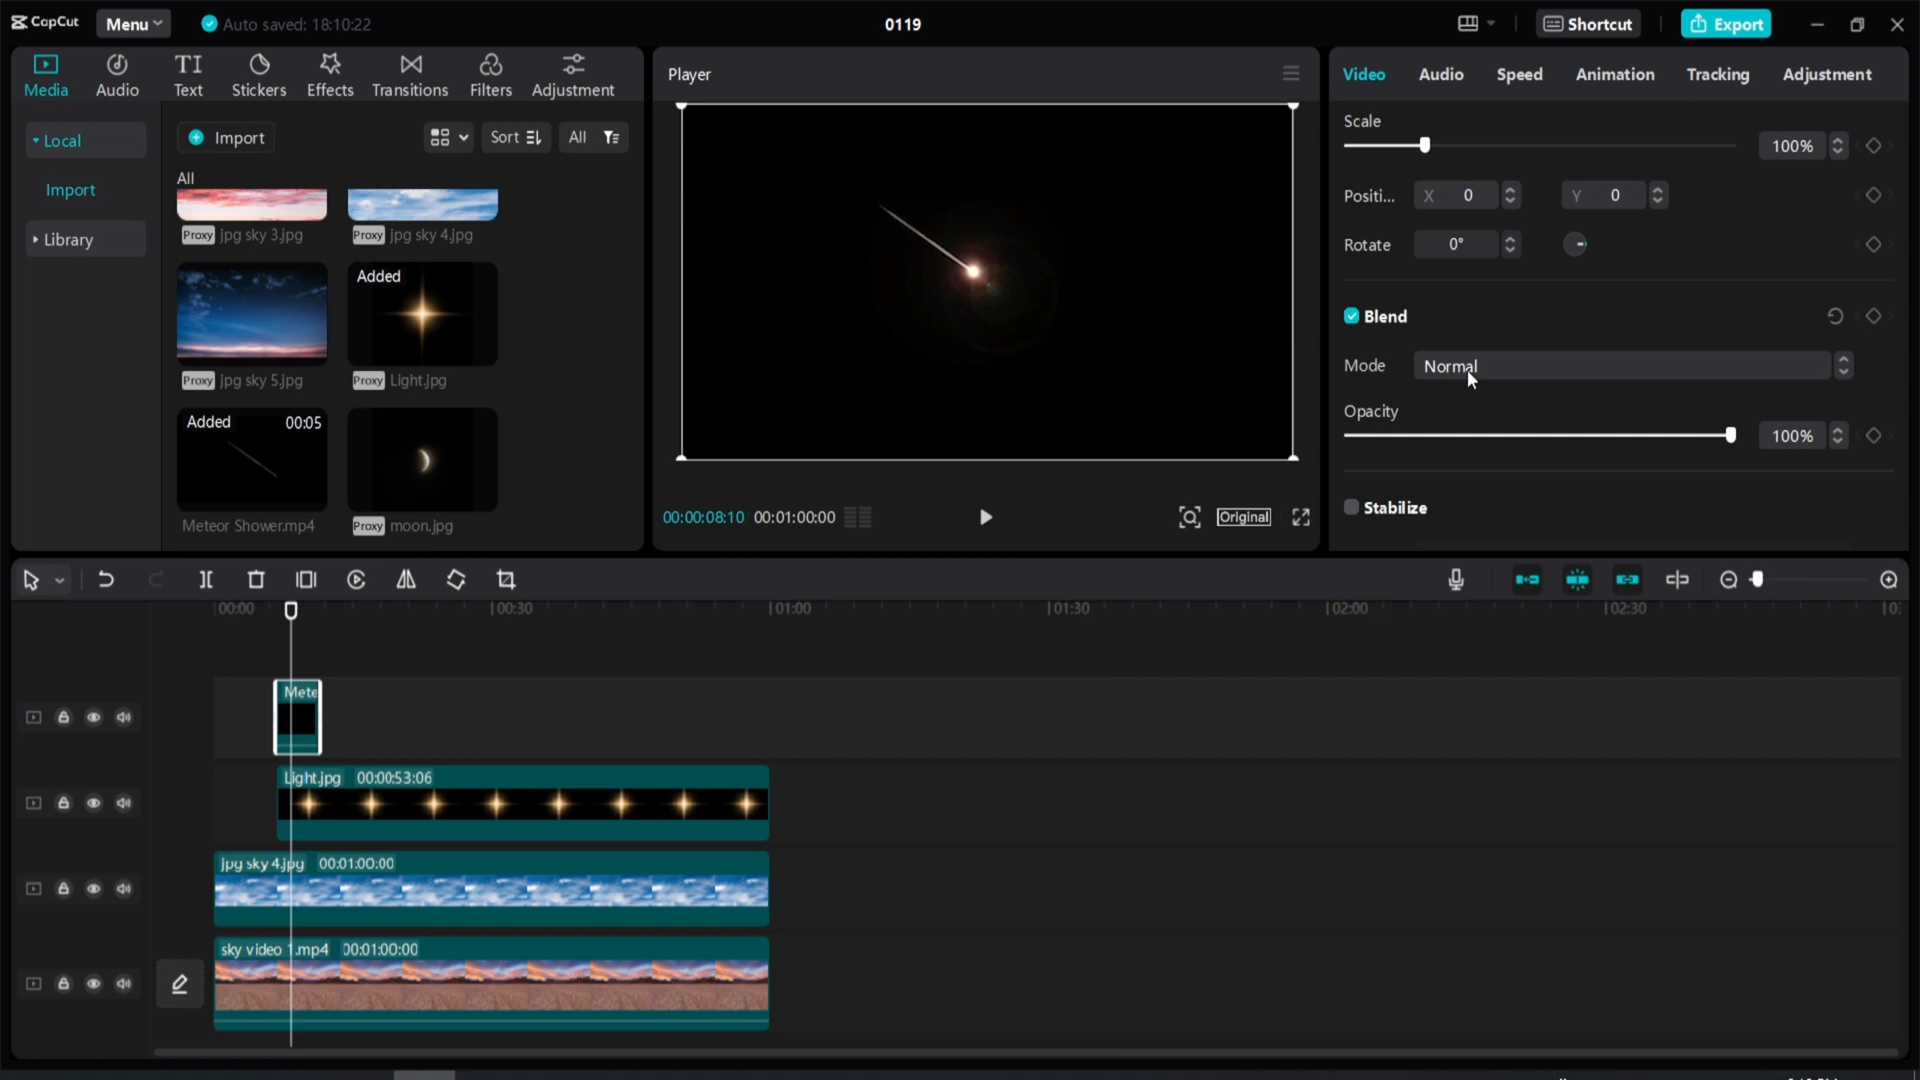 CapCut
Menu
Auto saved: 18:10:22
0119
Shortcut
Export
Media
Audio
Text
Stickers
Effects
Transitions
Filters
Adjustment
Local
Import
Library
Import
Sort
All
All
Proxy jpg sky 3.jpg
Proxy jpg sky 4.jpg
Proxy jpg sky 5.jpg
Added
Proxy Light.jpg
Added 00:05
Meteor Shower.mp4
Proxy moon.jpg
Player
00:00:08:10 00:01:00:00
Original
Video
Audio
Speed
Animation
Tracking
Adjustment
Scale
100%
Positi... X 0 Y 0
Rotate 0°
Blend
Mode Normal
Opacity
100%
Stabilize
00:00
00:30
01:00
01:30
02:00
02:30
Mete
Light.jpg 00:00:53:06
jpg sky 4.jpg 00:01:00:00
sky video 1.mp4 00:01:00:00